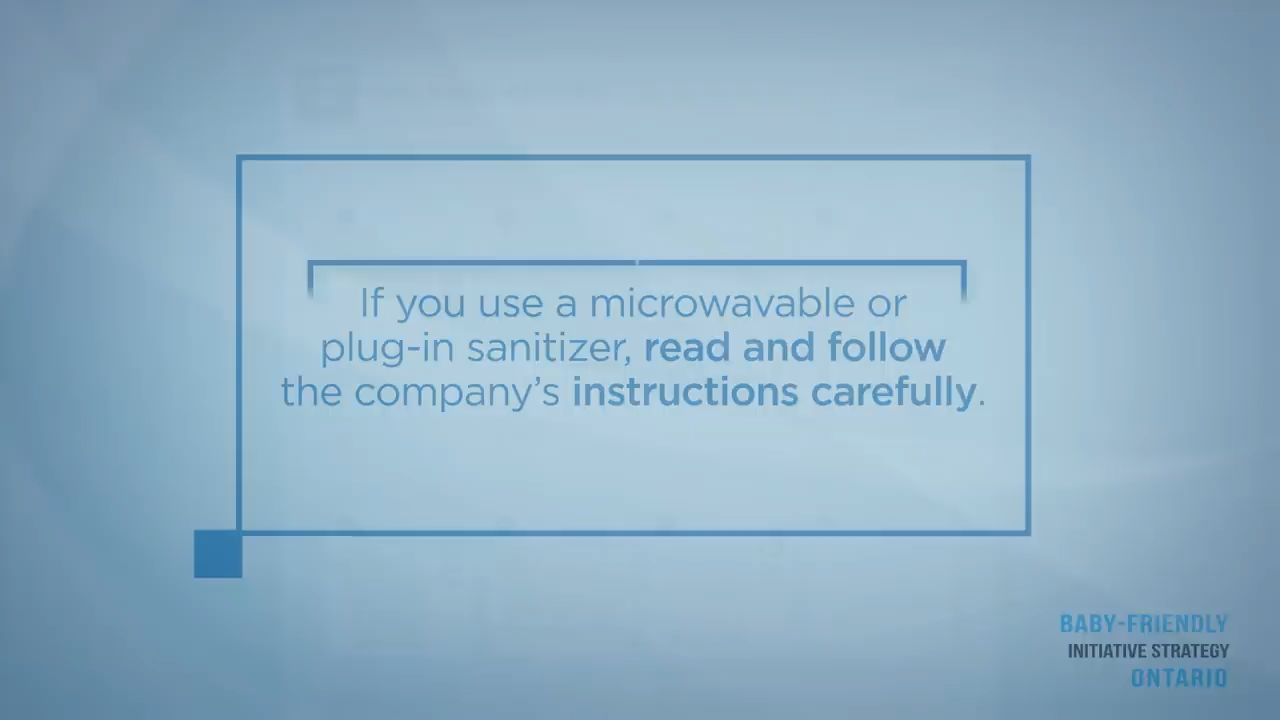 If you use a microwavable or
plug-in sanitizer, read and follow
the company's instructions carefully.
BABY-FRIENDLY
INITIATIVE STRATEGY
ONTARIO